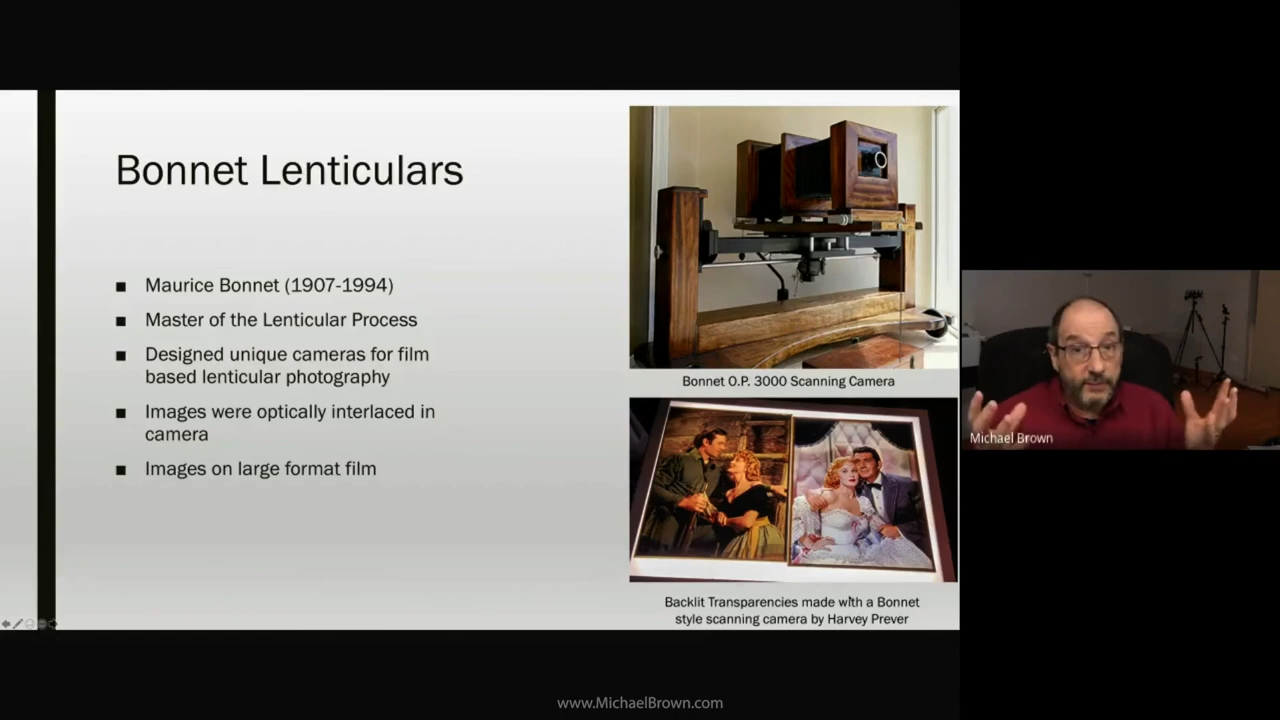 Bonnet Lenticulars
■ Maurice Bonnet (1907-1994)
■ Master of the Lenticular Process
■ Designed unique cameras for film
based lenticular photography
■ Images were optically interlaced in
camera
■ Images on large format film
Bonnet O.P. 3000 Scanning Camera
Backlit Transparencies made with a Bonnet
style scanning camera by Harvey Prever
Michael Brown
www.MichaelBrown.com